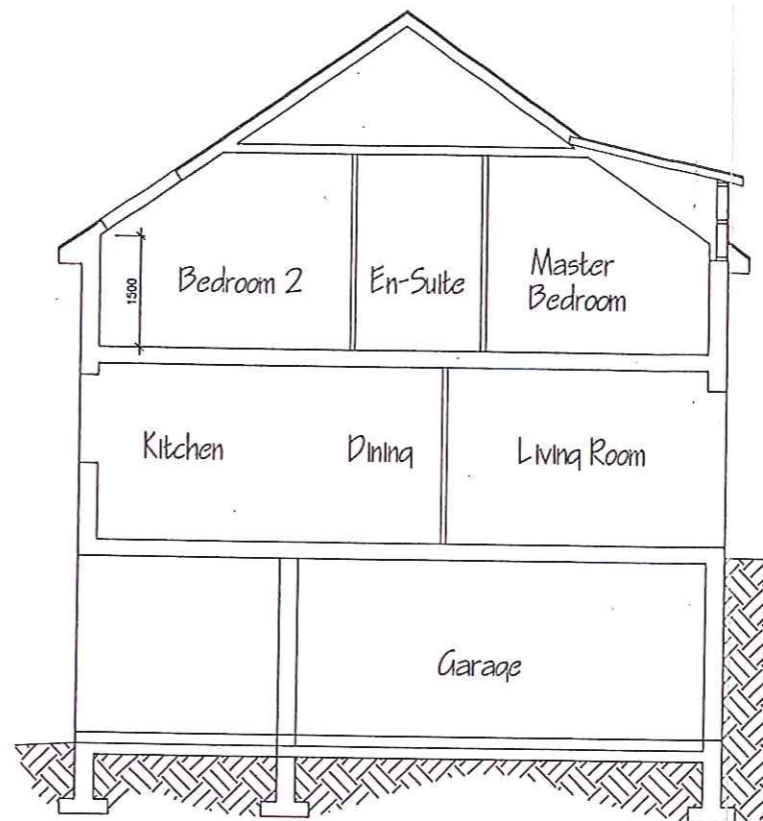 1500
Bedroom 2
En-Suite
Master
Bedroom
Kitchen
Dining
Living Room
Garage